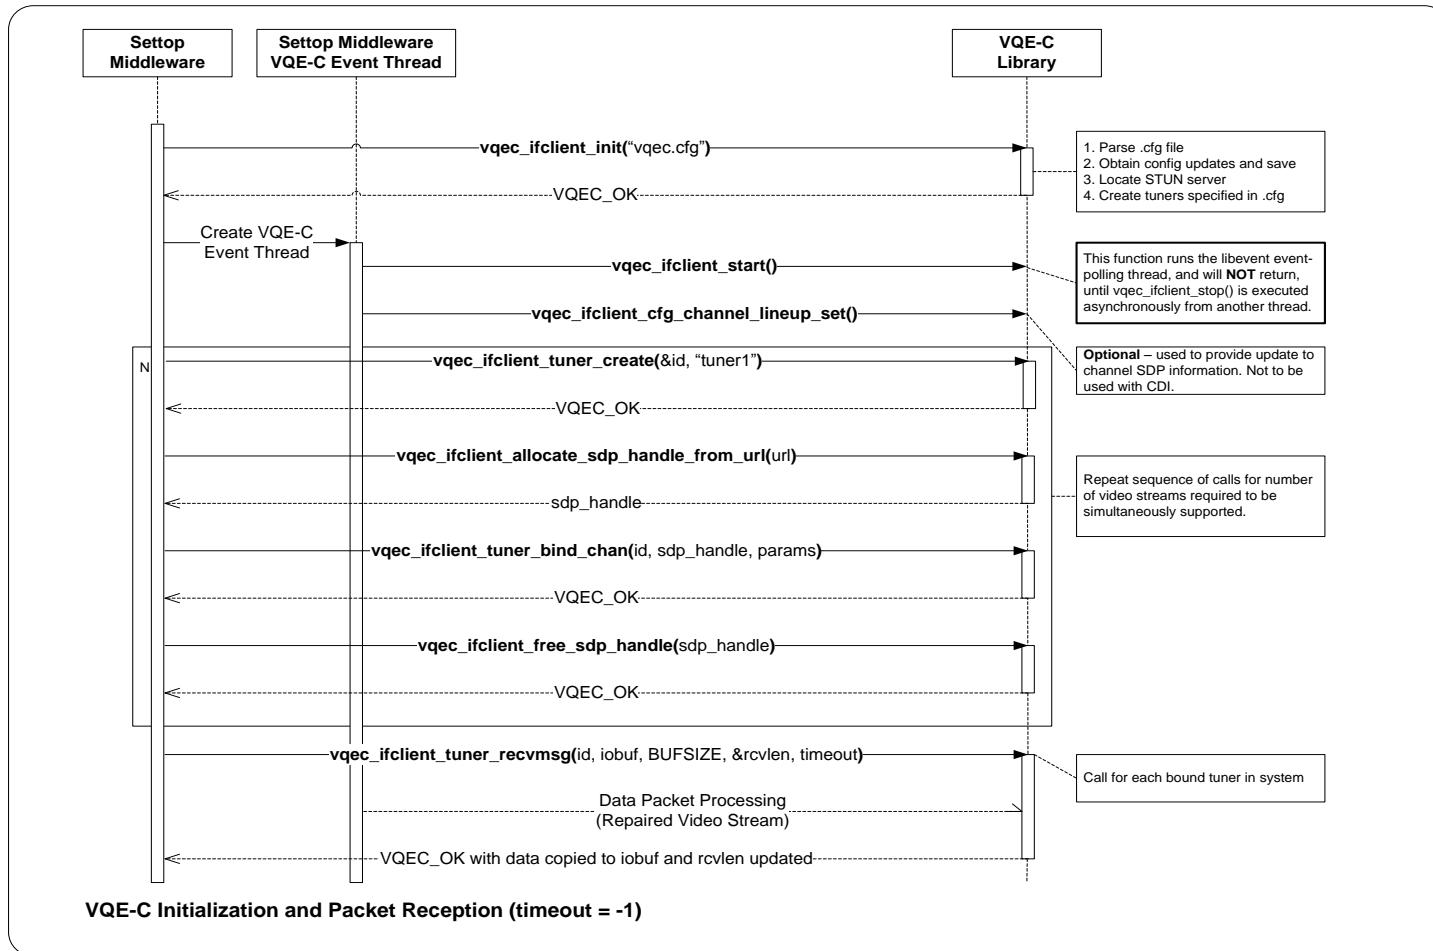 Settop
Middleware
Settop Middleware
VQE-C Event Thread
VQE-C
Library
vqec_ifclient_init(“vqec.cfg”)
1. Parse .cfg file
2. Obtain config updates and save
3. Locate STUN server
4. Create tuners specified in .cfg
VQEC_OK
Create VQE-C
Event Thread
vqec_ifclient_start()
This function runs the libevent event-
polling thread, and will NOT return,
until vqec_ifclient_stop() is executed
asynchronously from another thread.
vqec_ifclient_cfg_channel_lineup_set()
N
vqec_ifclient_tuner_create(&id, “tuner1”)
Optional – used to provide update to
channel SDP information. Not to be
used with CDI.
VQEC_OK
vqec_ifclient_allocate_sdp_handle_from_url(url)
Repeat sequence of calls for number
of video streams required to be
simultaneously supported.
sdp_handle
vqec_ifclient_tuner_bind_chan(id, sdp_handle, params)
VQEC_OK
vqec_ifclient_free_sdp_handle(sdp_handle)
VQEC_OK
vqec_ifclient_tuner_recvmsg(id, iobuf, BUFSIZE, &rcvlen, timeout)
Call for each bound tuner in system
Data Packet Processing
(Repaired Video Stream)
VQEC_OK with data copied to iobuf and rcvlen updated
VQE-C Initialization and Packet Reception (timeout = -1)